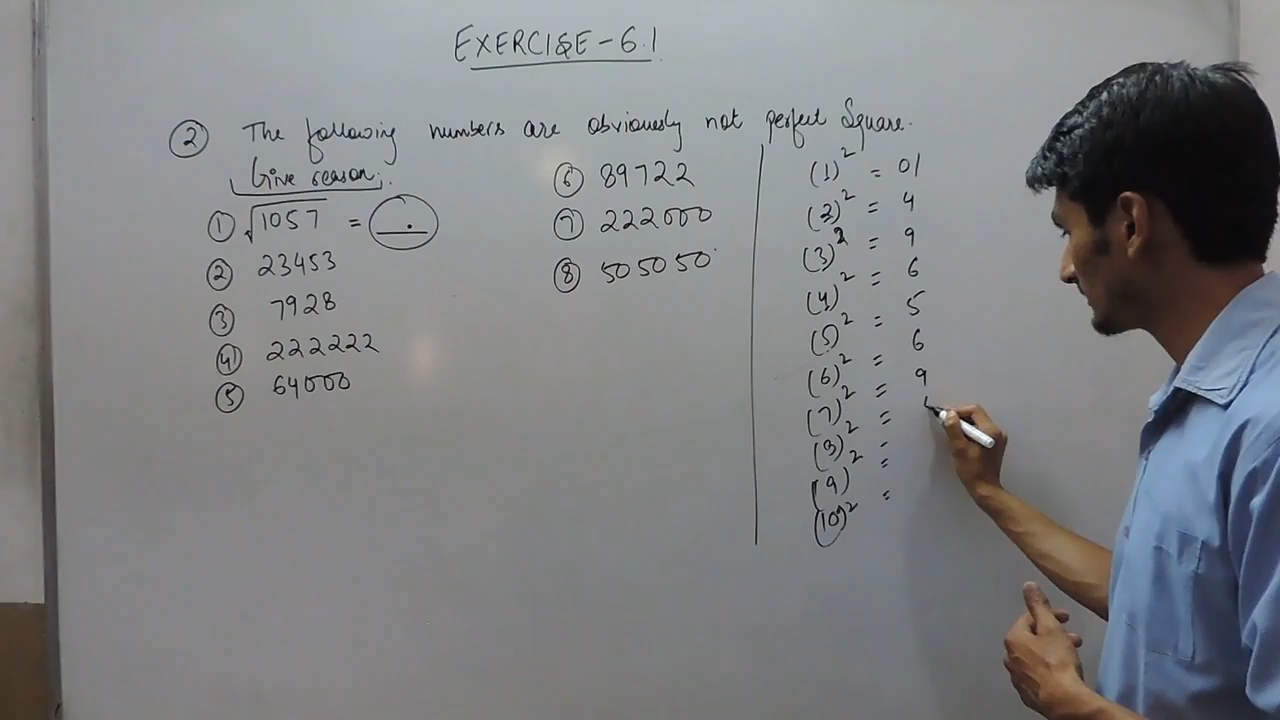 EXERCISE-6.1
② The following numbers are obviously not perfect Square.
Give reason.
① √1057 = .
② 23453
③ 7928
④ 222222
⑤ 64000
⑥ 89722
⑦ 222000
⑧ 505050
(1)² = 01
(2)² = 4
(3)² = 9
(4)² = 6
(5)² = 5
(6)² = 6
(7)² = 9
(8)² =
(9)² =
(10)² =